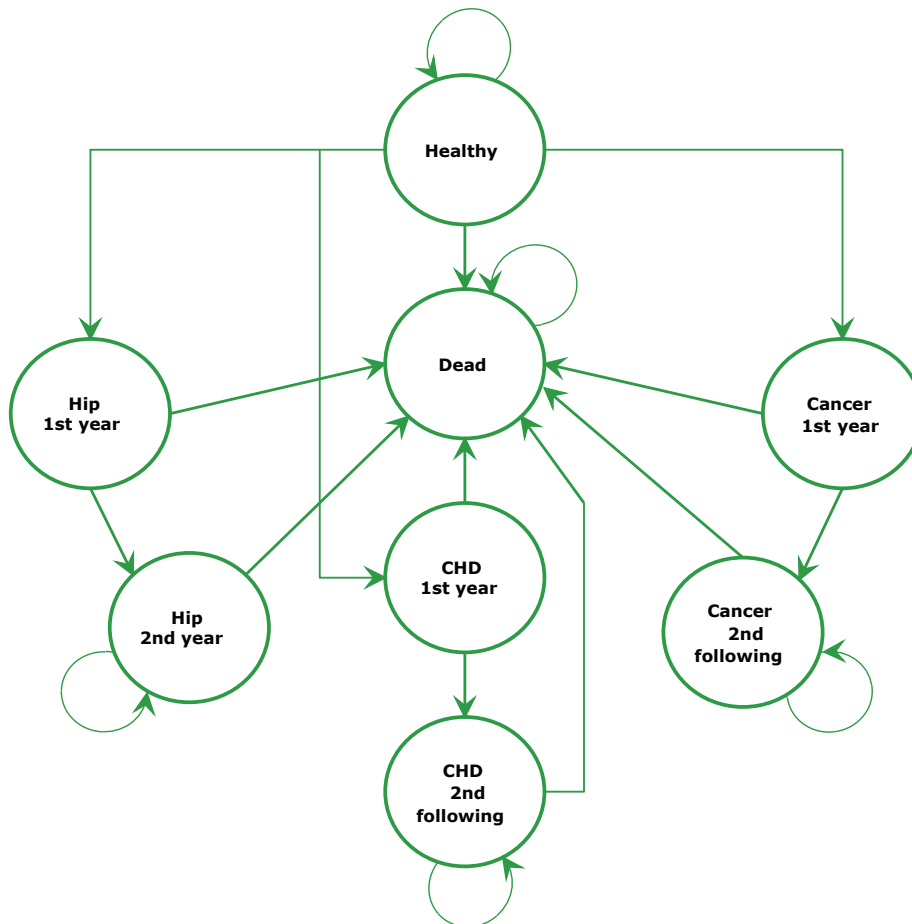 Healthy
Dead
Hip
1st year
Cancer
1st year
CHD
1st year
Hip
2nd year
Cancer
2nd
following
CHD
2nd
following